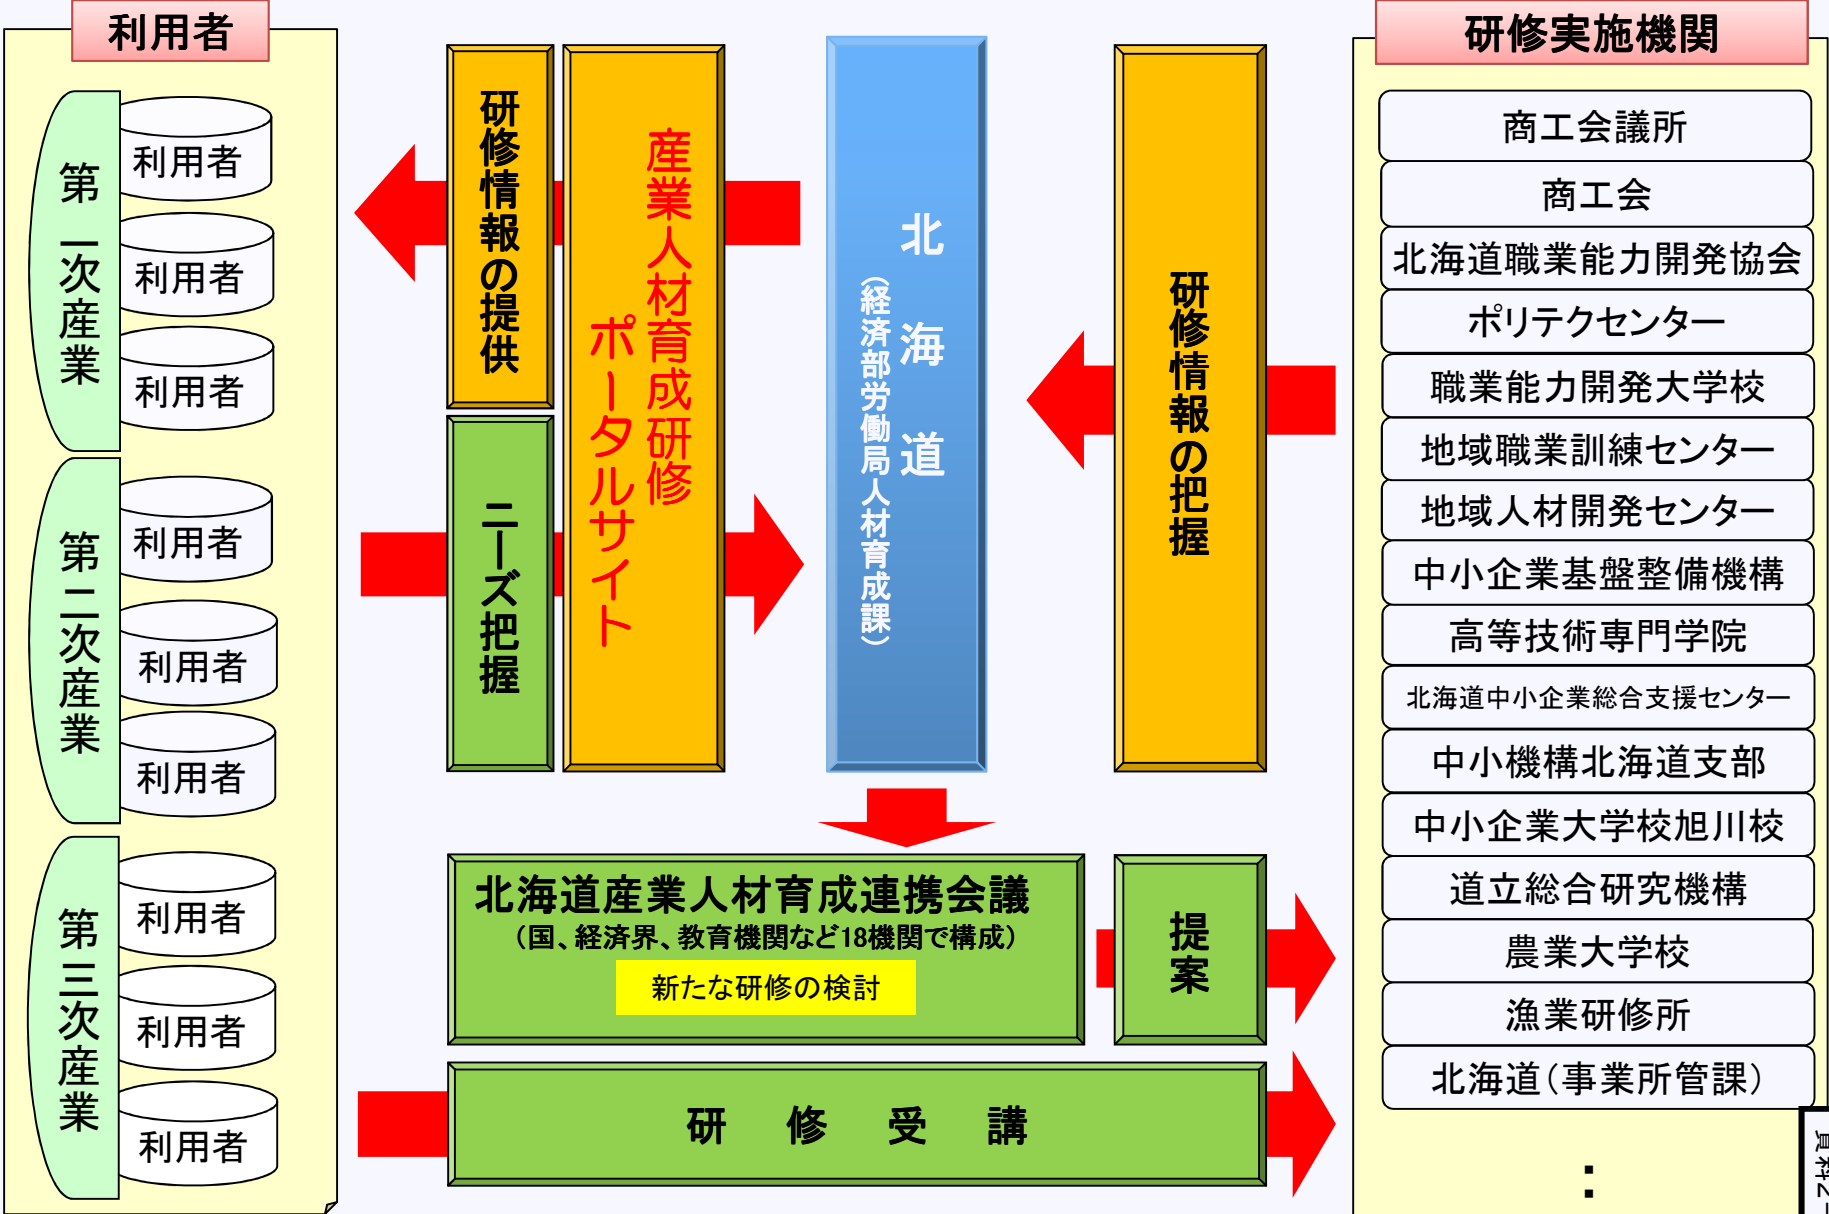 利用者
第一次産業
利用者
利用者
利用者
第二次産業
利用者
利用者
利用者
第三次産業
利用者
利用者
利用者
研修情報の提供
ニーズ把握
産業人材育成研修
ポータルサイト
北海道
（経済部労働局人材育成課）
研修情報の把握
北海道産業人材育成連携会議
（国、経済界、教育機関など18機関で構成）
新たな研修の検討
提案
研修受講
研修実施機関
商工会議所
商工会
北海道職業能力開発協会
ポリテクセンター
職業能力開発大学校
地域職業訓練センター
地域人材開発センター
中小企業基盤整備機構
高等技術専門学院
北海道中小企業総合支援センター
中小機構北海道支部
中小企業大学校旭川校
道立総合研究機構
農業大学校
漁業研修所
北海道（事業所管課）
：